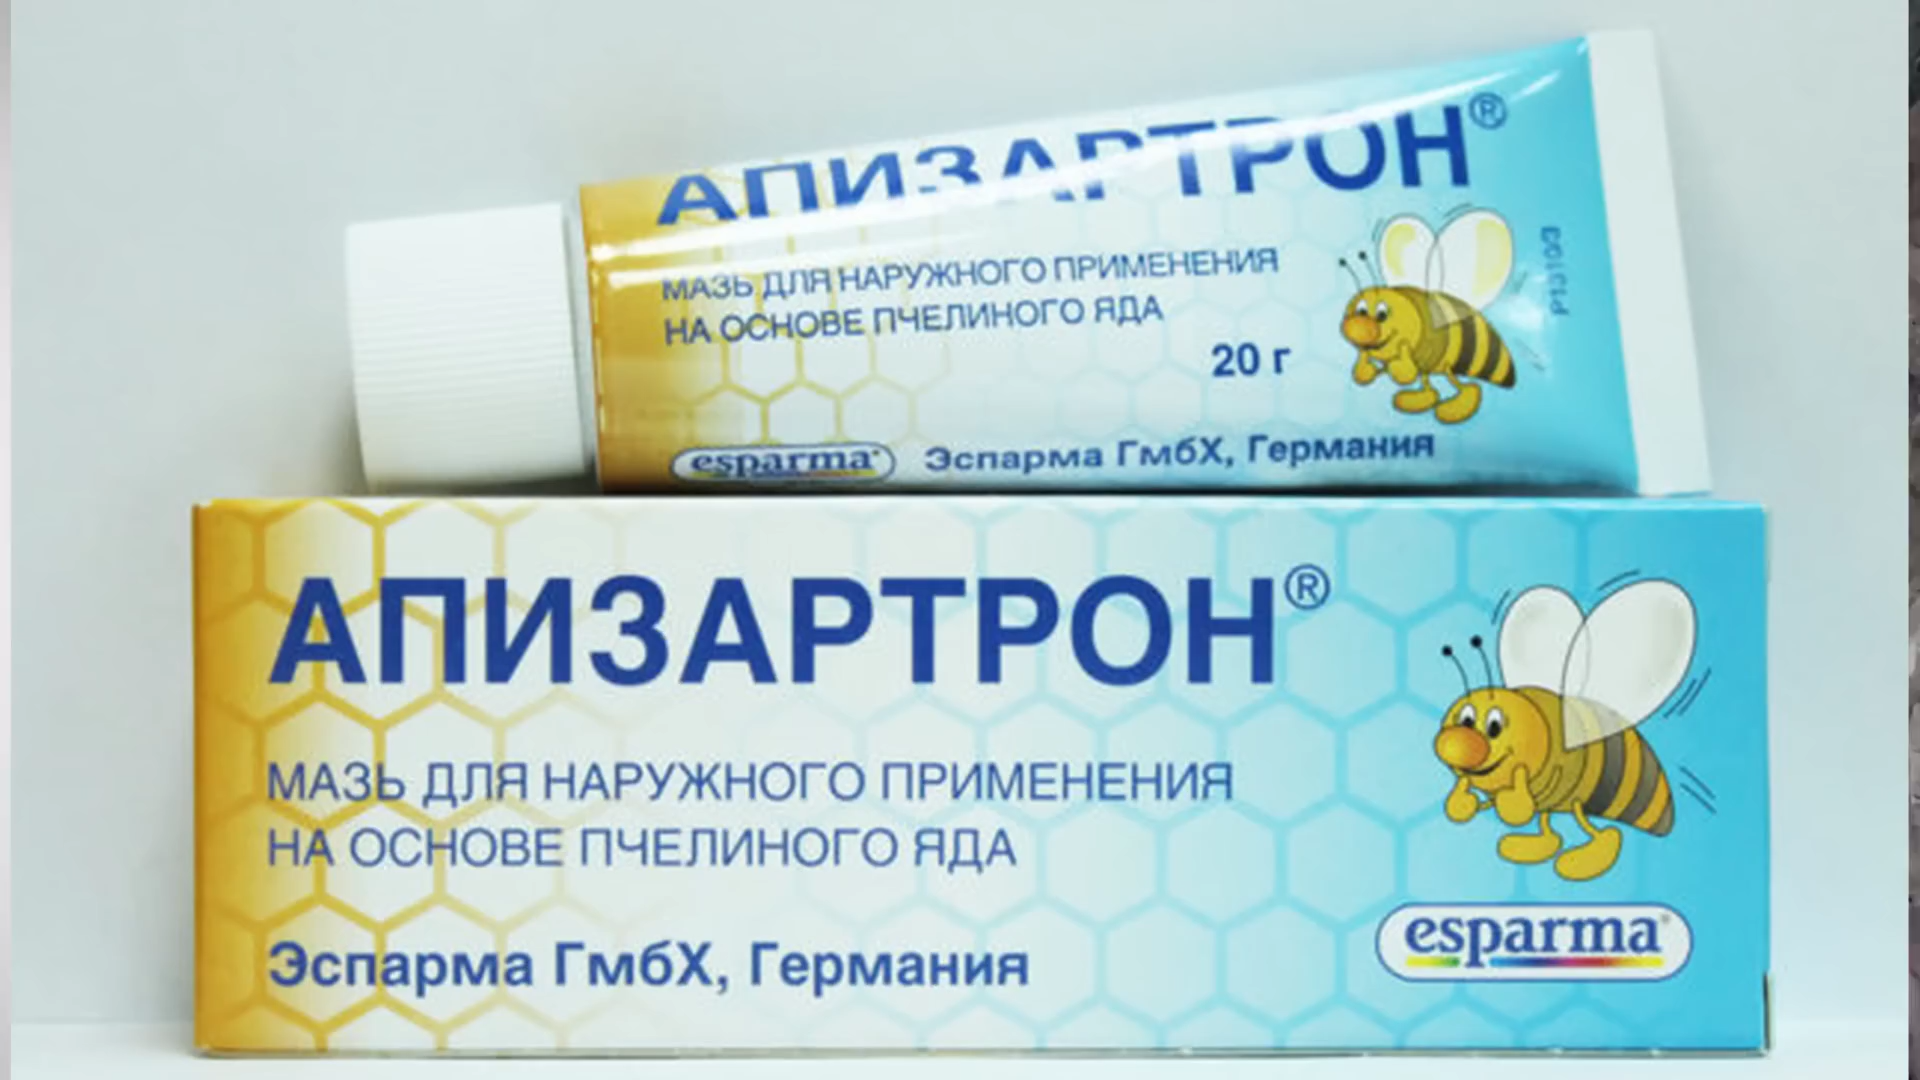 АПИЗАРТРОН®
МАЗЬ ДЛЯ НАРУЖНОГО ПРИМЕНЕНИЯ
НА ОСНОВЕ ПЧЕЛИНОГО ЯДА
20 г
esparma® Эспарма ГмбХ, Германия
АПИЗАРТРОН®
МАЗЬ ДЛЯ НАРУЖНОГО ПРИМЕНЕНИЯ
НА ОСНОВЕ ПЧЕЛИНОГО ЯДА
Эспарма ГмбХ, Германия
esparma®